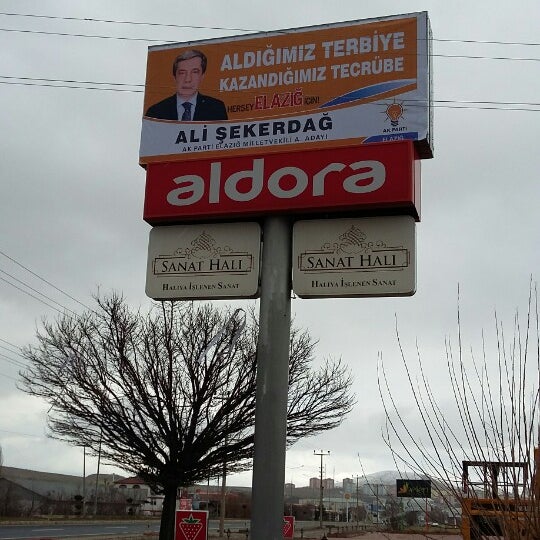 ALDIĞIMIZ TERBİYE
KAZANDIĞIMIZ TECRÜBE
HERŞEY ELAZIĞ İÇİN!
ALİ ŞEKERDAĞ
AK PARTİ ELAZIĞ MİLLETVEKİLİ A. ADAYI
AK PARTİ
ELAZIĞ
aldora
SANAT HALI
HALIYA İŞLENEN SANAT
SANAT HALI
HALIYA İŞLENEN SANAT